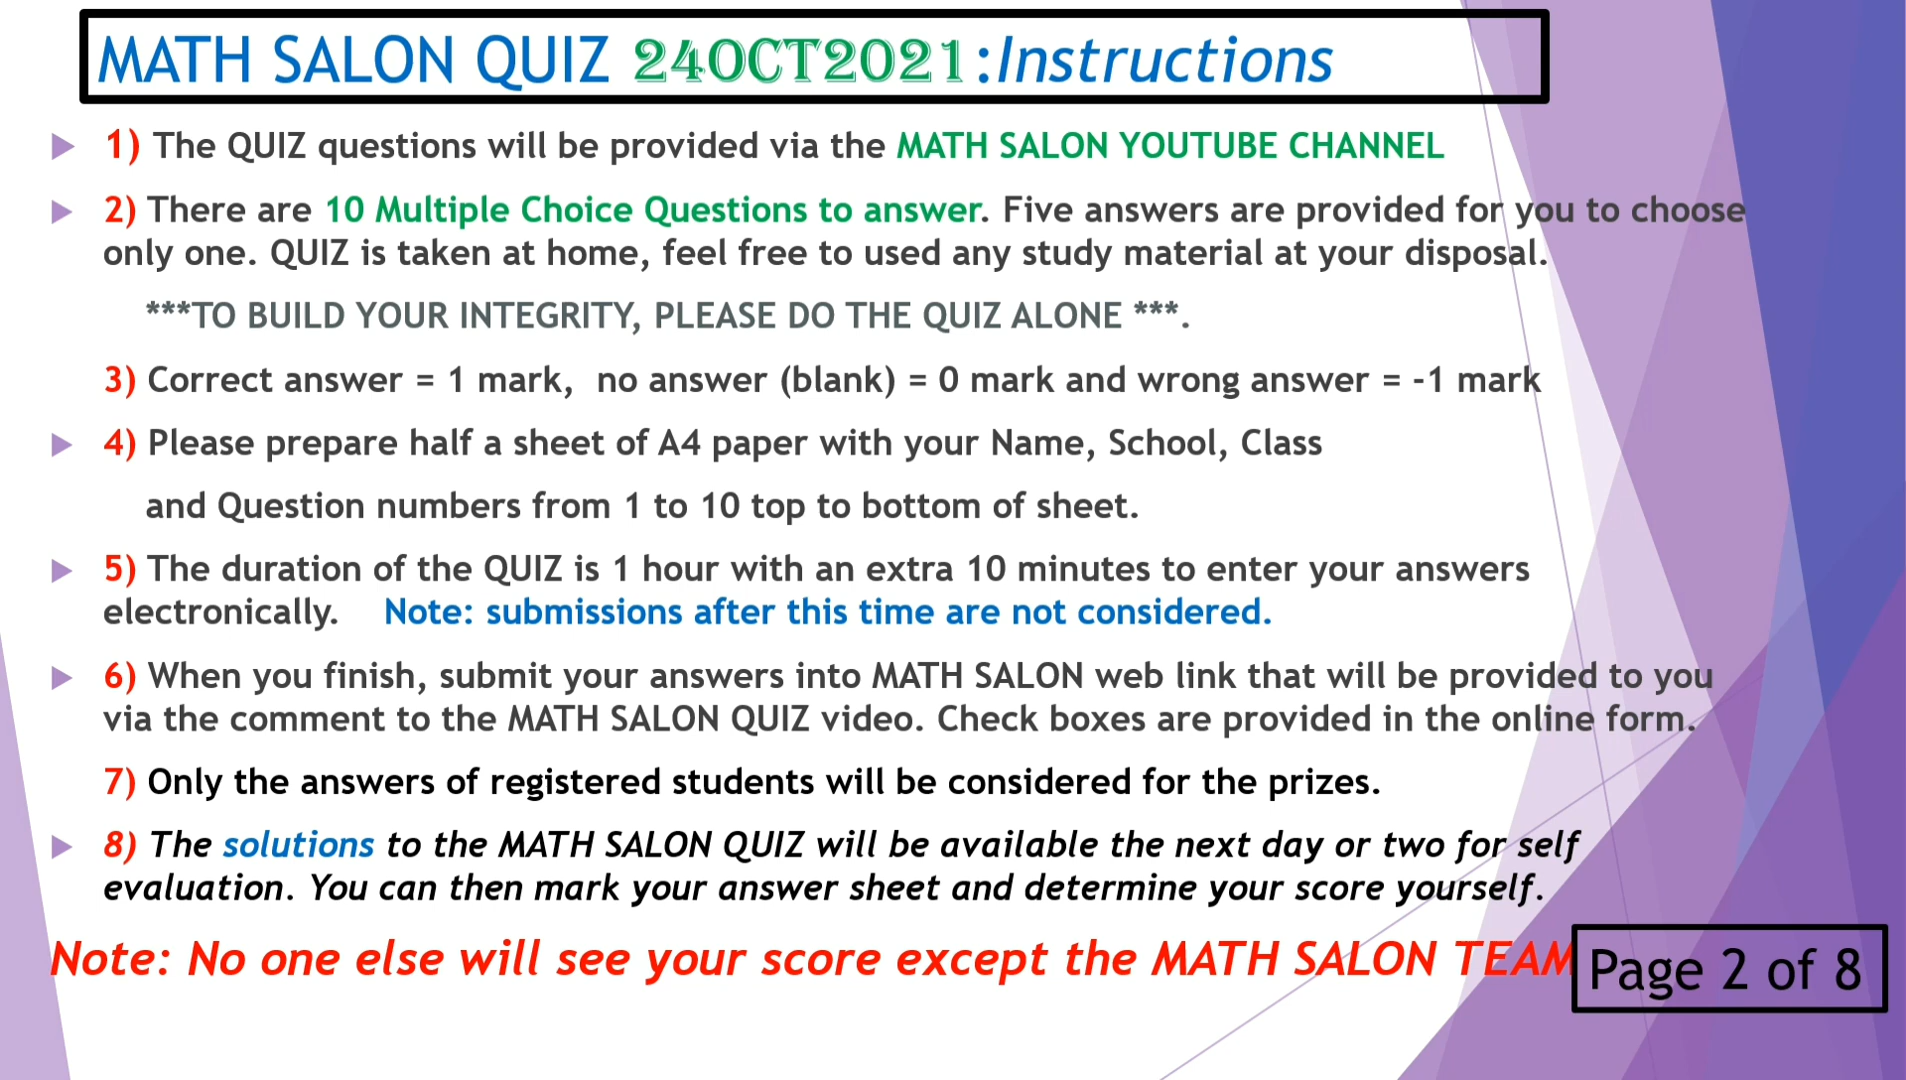 MATH SALON QUIZ 24OCT2021:Instructions
1) The QUIZ questions will be provided via the MATH SALON YOUTUBE CHANNEL
2) There are 10 Multiple Choice Questions to answer. Five answers are provided for you to choose
only one. QUIZ is taken at home, feel free to used any study material at your disposal.
***TO BUILD YOUR INTEGRITY, PLEASE DO THE QUIZ ALONE ***.
3) Correct answer = 1 mark,  no answer (blank) = 0 mark and wrong answer = -1 mark
4) Please prepare half a sheet of A4 paper with your Name, School, Class
and Question numbers from 1 to 10 top to bottom of sheet.
5) The duration of the QUIZ is 1 hour with an extra 10 minutes to enter your answers
electronically.    Note: submissions after this time are not considered.
6) When you finish, submit your answers into MATH SALON web link that will be provided to you
via the comment to the MATH SALON QUIZ video. Check boxes are provided in the online form.
7) Only the answers of registered students will be considered for the prizes.
8) The solutions to the MATH SALON QUIZ will be available the next day or two for self
evaluation. You can then mark your answer sheet and determine your score yourself.
Note: No one else will see your score except the MATH SALON TEAM
Page 2 of 8